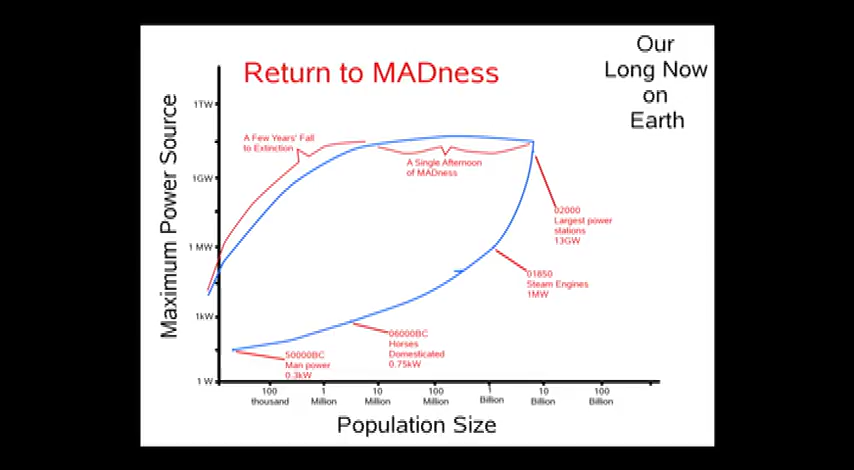 Our
Long Now
on
Earth
Return to MADness
Maximum Power Source
1TW
1GW
1 MW
1kW
1 W
A Few Years' Fall
to Extinction
A Single Afternoon
of MADness
02000
Largest power
stations
13GW
01850
Steam Engines
1MW
06000BC
Horses
Domesticated
0.75kW
50000BC
Man power
0.3kW
100
thousand
1
Million
10
Million
100
Million
1
Billion
10
Billion
100
Billion
Population Size